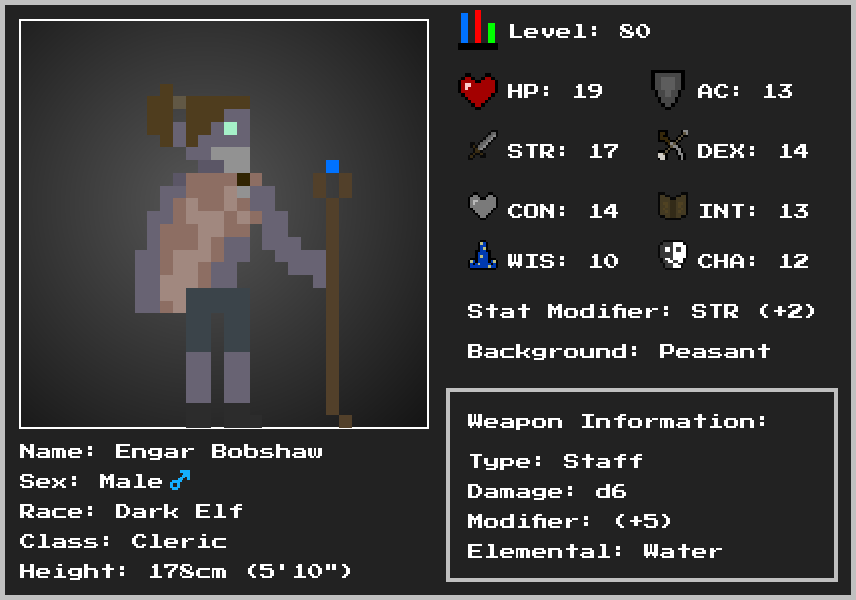 Level: 80
HP: 19 AC: 13
STR: 17 DEX: 14
CON: 14 INT: 13
WIS: 10 CHA: 12
Stat Modifier: STR (+2)
Background: Peasant
Weapon Information:
Type: Staff
Damage: d6
Modifier: (+5)
Elemental: Water
Name: Engar Bobshaw
Sex: Male♂
Race: Dark Elf
Class: Cleric
Height: 178cm (5'10")